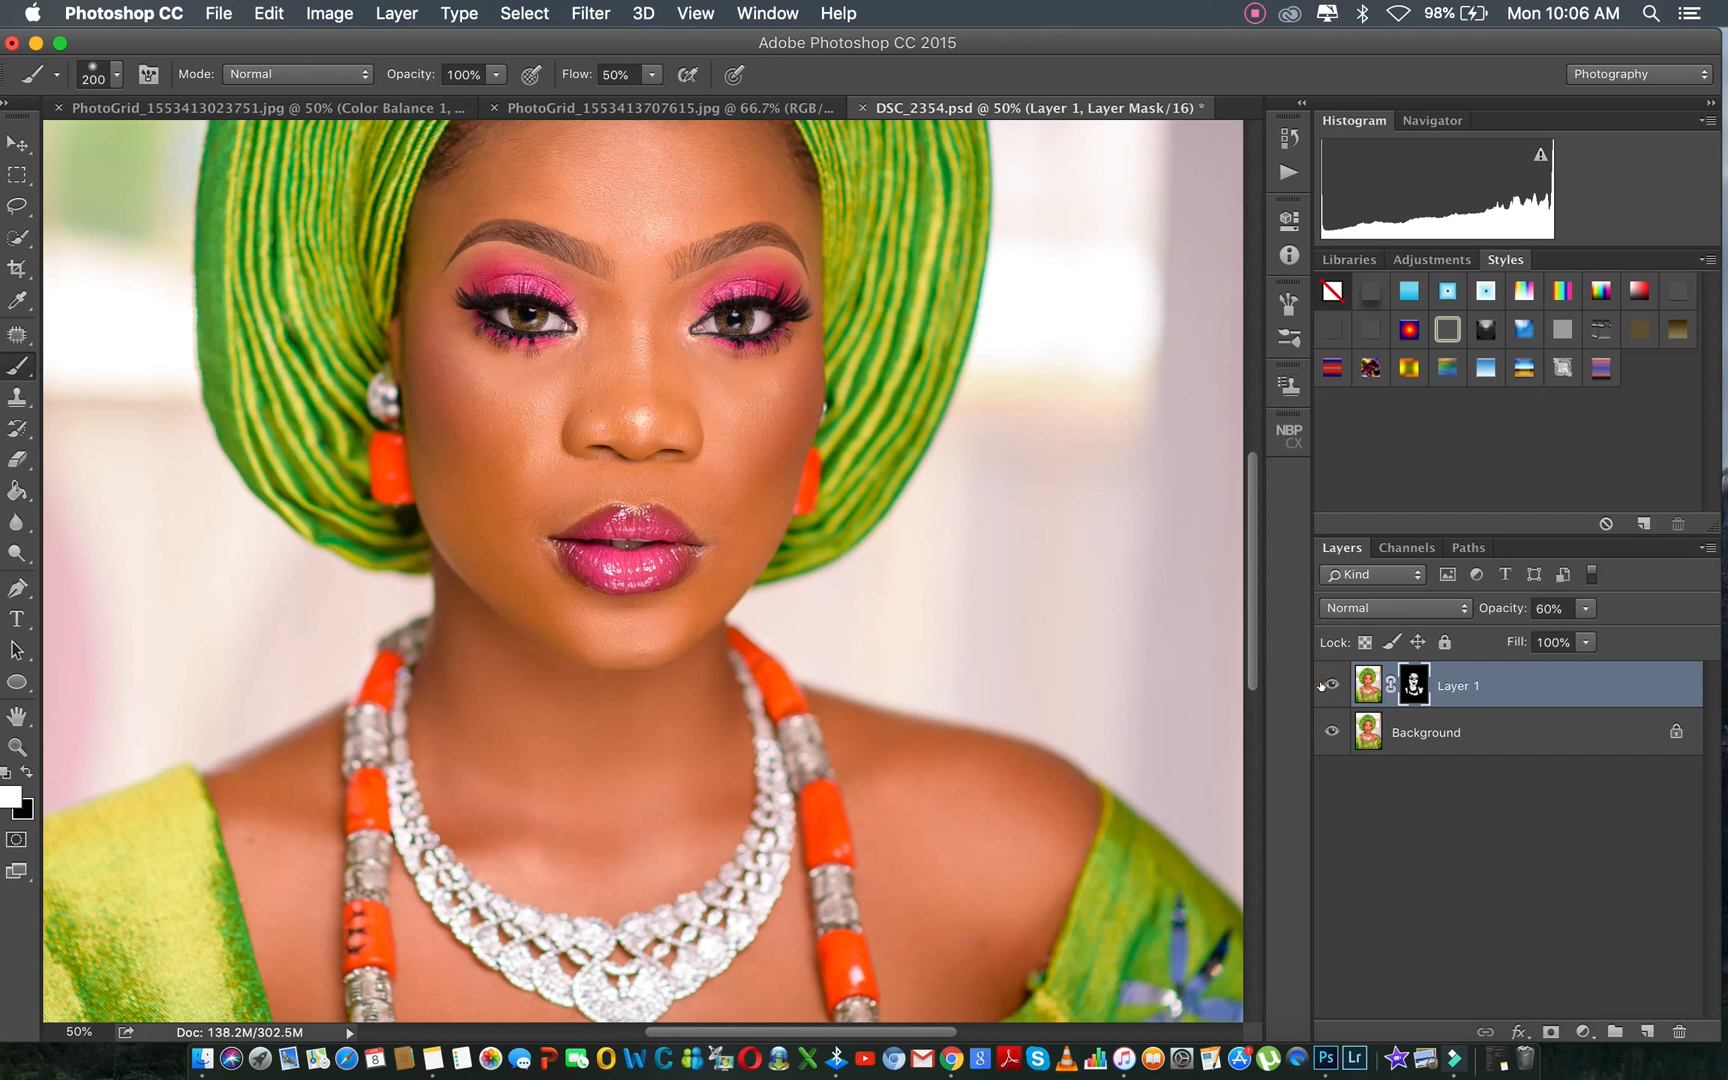 Photoshop CC File Edit Image Layer Type Select Filter 3D View Window Help 98% Mon 10:06 AM
Adobe Photoshop CC 2015
200 Mode: Normal Opacity: 100% Flow: 50% Photography
PhotoGrid_1553413023751.jpg @ 50% (Color Balance 1, ... PhotoGrid_1553413707615.jpg @ 66.7% (RGB/... DSC_2354.psd @ 50% (Layer 1, Layer Mask/16) *
Histogram Navigator
Libraries Adjustments Styles
NBP
CX
Layers Channels Paths
Kind
Normal Opacity: 60%
Lock: Fill: 100%
Layer 1
Background
50% Doc: 138.2M/302.5M
fx
Ps Lr